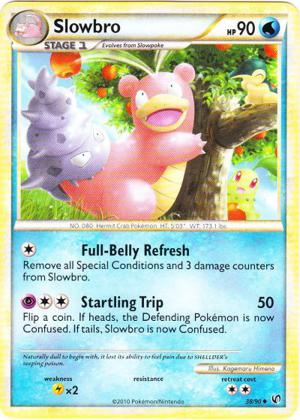 Slowbro
HP 90
STAGE 1 Evolves from Slowpoke
NO. 080 Hermit Crab Pokémon HT: 5'03" WT: 173.1 lbs.
Full-Belly Refresh
Remove all Special Conditions and 3 damage counters
from Slowbro.
Startling Trip 50
Flip a coin. If heads, the Defending Pokémon is now
Confused. If tails, Slowbro is now Confused.
Naturally dull to begin with, it lost its ability to feel pain due to SHELLDER's
seeping poison.
Illus. Kagemaru Himeno
weakness resistance retreat cost
×2
©2010 Pokémon/Nintendo 38/90